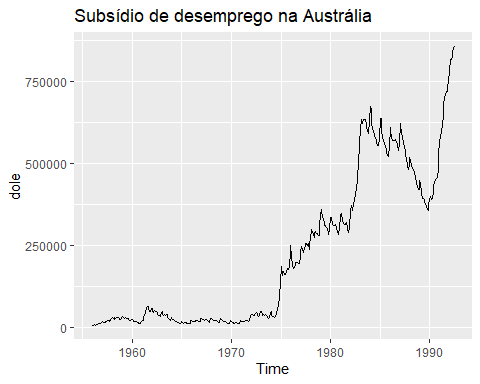 Subsídio de desemprego na Austrália
dole
750000
500000
250000
0
1960 1970 1980 1990
Time